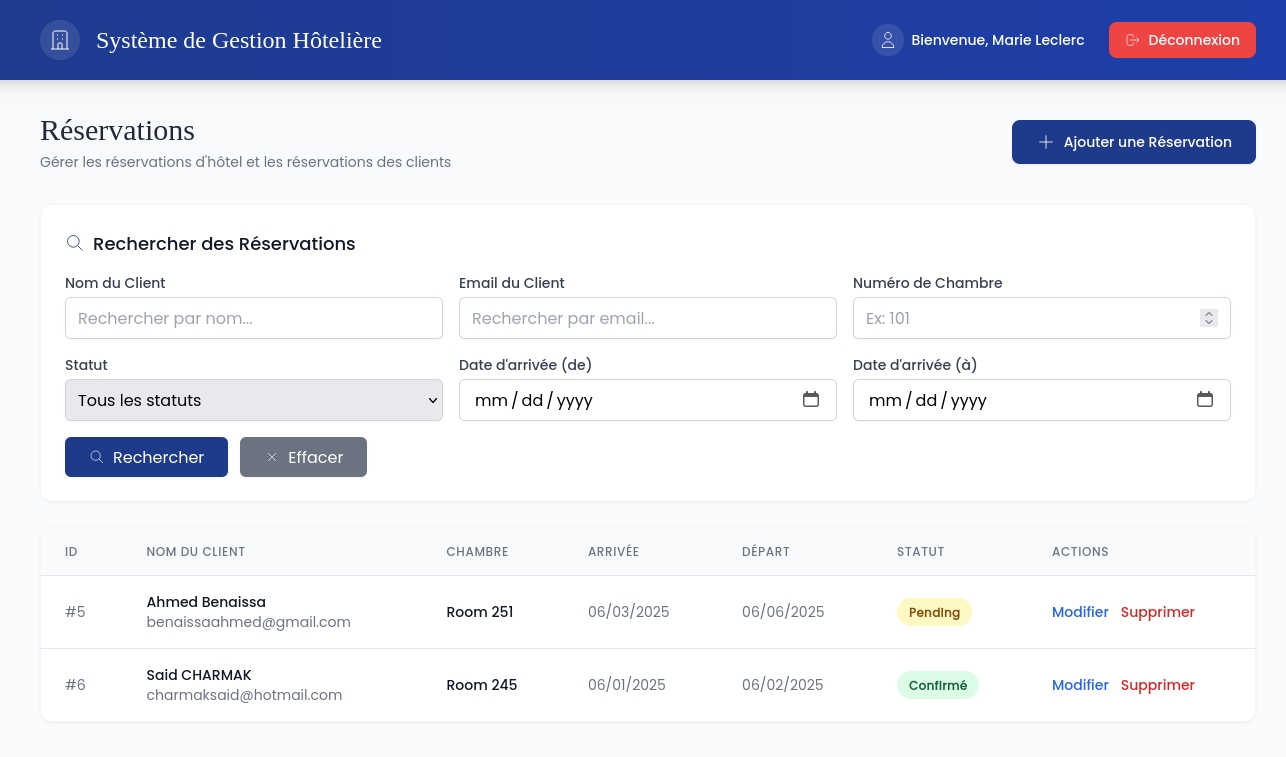 Système de Gestion Hôtelière
Bienvenue, Marie Leclerc
Déconnexion
Réservations
Gérer les réservations d'hôtel et les réservations des clients
Ajouter une Réservation
Rechercher des Réservations
Nom du Client Email du Client Numéro de Chambre
Rechercher par nom... Rechercher par email... Ex: 101
Statut Date d'arrivée (de) Date d'arrivée (à)
Tous les statuts mm/dd/yyyy mm/dd/yyyy
Rechercher Effacer
ID NOM DU CLIENT CHAMBRE ARRIVÉE DÉPART STATUT ACTIONS
#5 Ahmed Benaissa Room 251 06/03/2025 06/06/2025 Pending Modifier Supprimer
benaissaahmed@gmail.com
#6 Said CHARMAK Room 245 06/01/2025 06/02/2025 Confirmé Modifier Supprimer
charmaksaid@hotmail.com